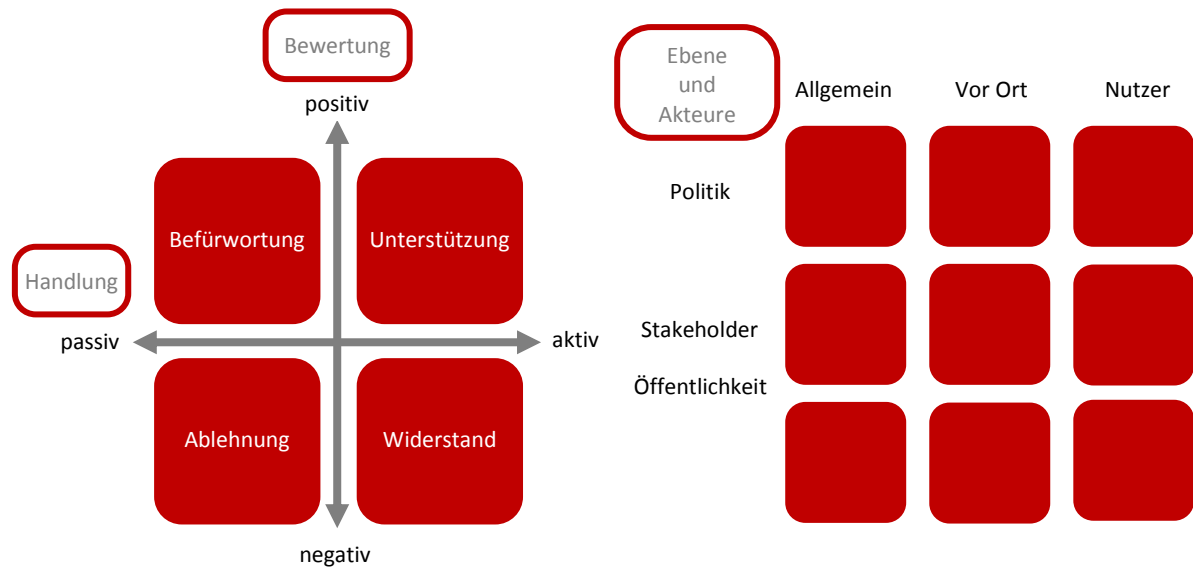 Bewertung
positiv
Befürwortung
Unterstützung
Handlung
passiv
aktiv
Ablehnung
Widerstand
negativ
Ebene
und
Akteure
Allgemein
Vor Ort
Nutzer
Politik
Stakeholder
Öffentlichkeit